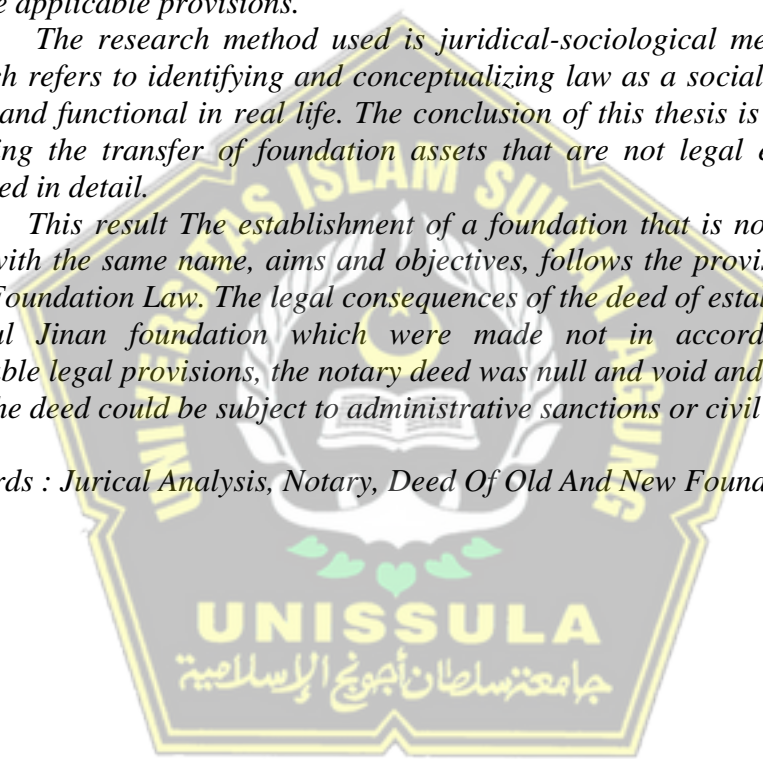 e applicable provisions.
The research method used is juridical-sociological me
h refers to identifying and conceptualizing law as a social
and functional in real life. The conclusion of this thesis is
ing the transfer of foundation assets that are not legal e
ed in detail.
This result The establishment of a foundation that is no
with the same name, aims and objectives, follows the provis
Foundation Law. The legal consequences of the deed of estal
ul Jinan foundation which were made not in accord
ble legal provisions, the notary deed was null and void and
he deed could be subject to administrative sanctions or civil
rds : Jurical Analysis, Notary, Deed Of Old And New Founa
UNIVERSITAS ISLAM SULTAN AGUNG
UNISSULA
جامعتنسلطان أجونج الإسلامية